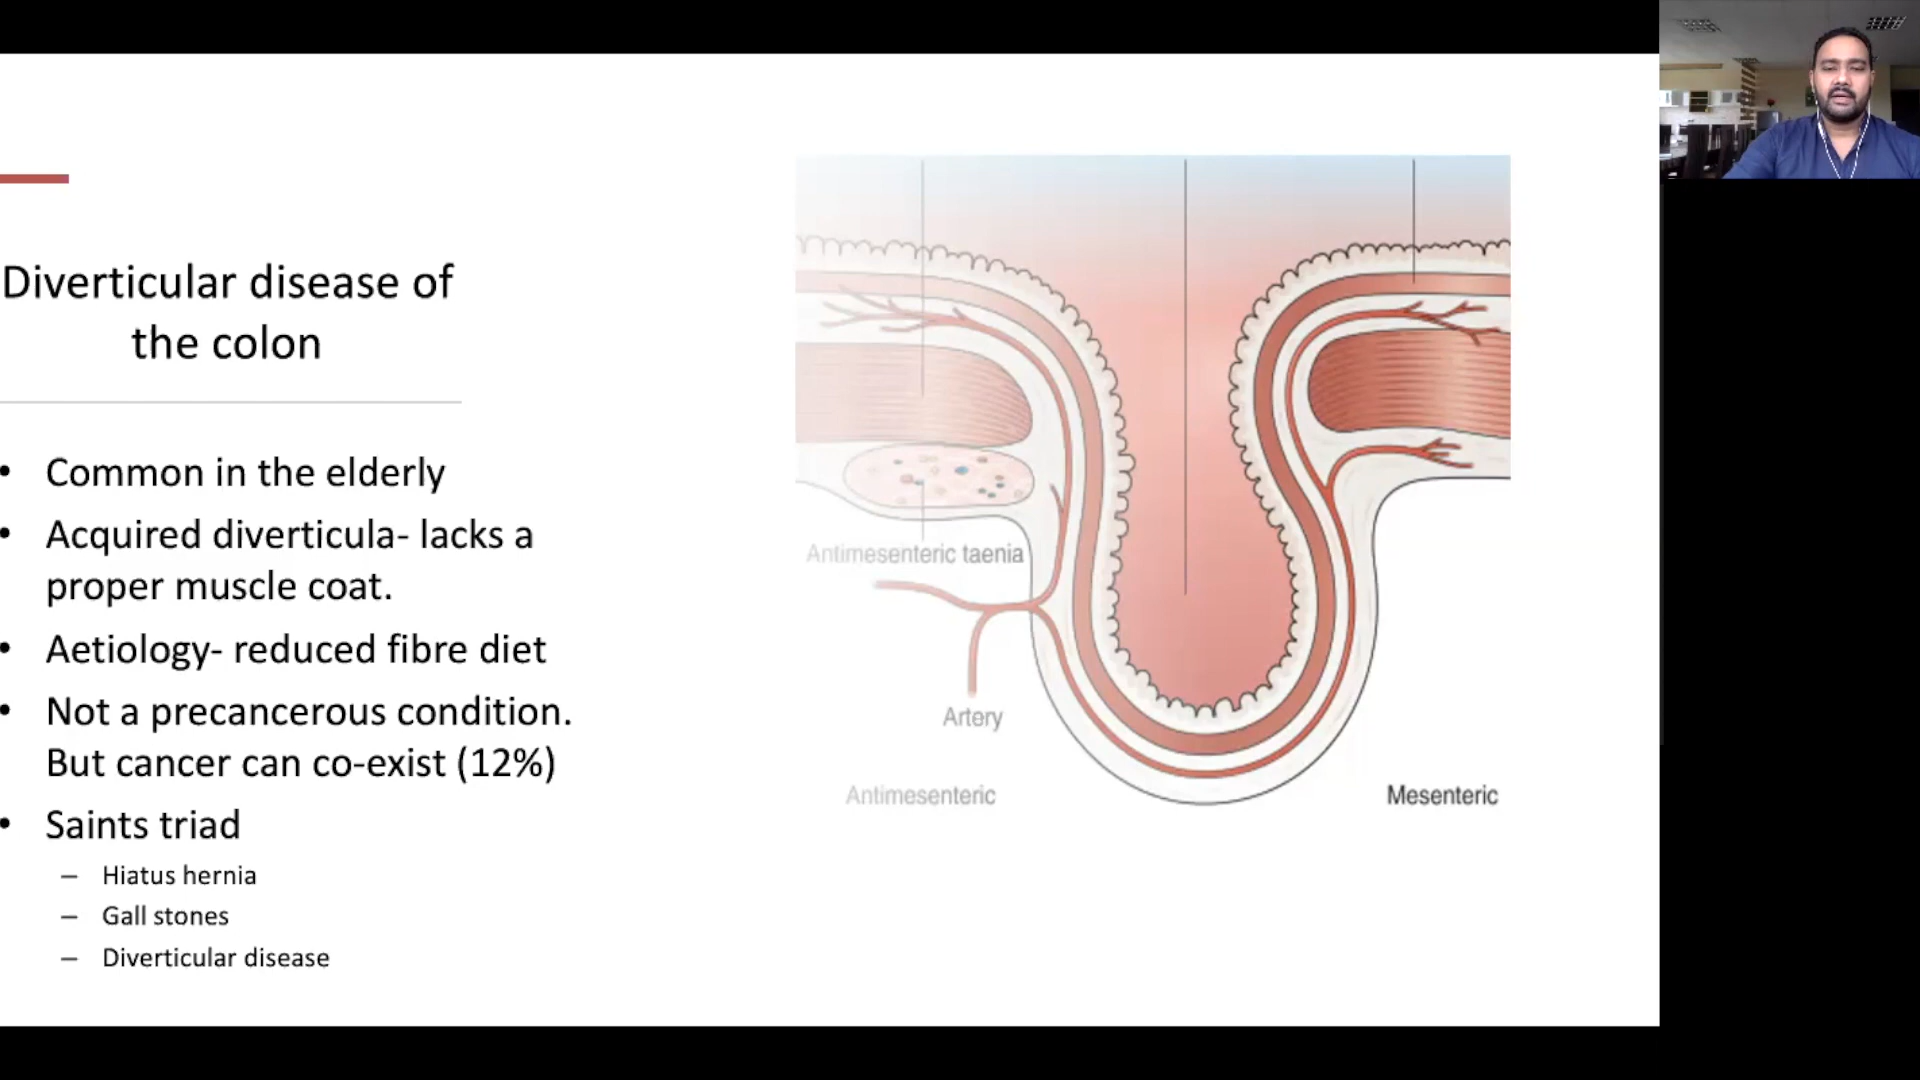 Diverticular disease of
the colon
• Common in the elderly
• Acquired diverticula- lacks a
proper muscle coat.
• Aetiology- reduced fibre diet
• Not a precancerous condition.
But cancer can co-exist (12%)
• Saints triad
– Hiatus hernia
– Gall stones
– Diverticular disease
Antimesenteric taenia
Artery
Antimesenteric
Mesenteric